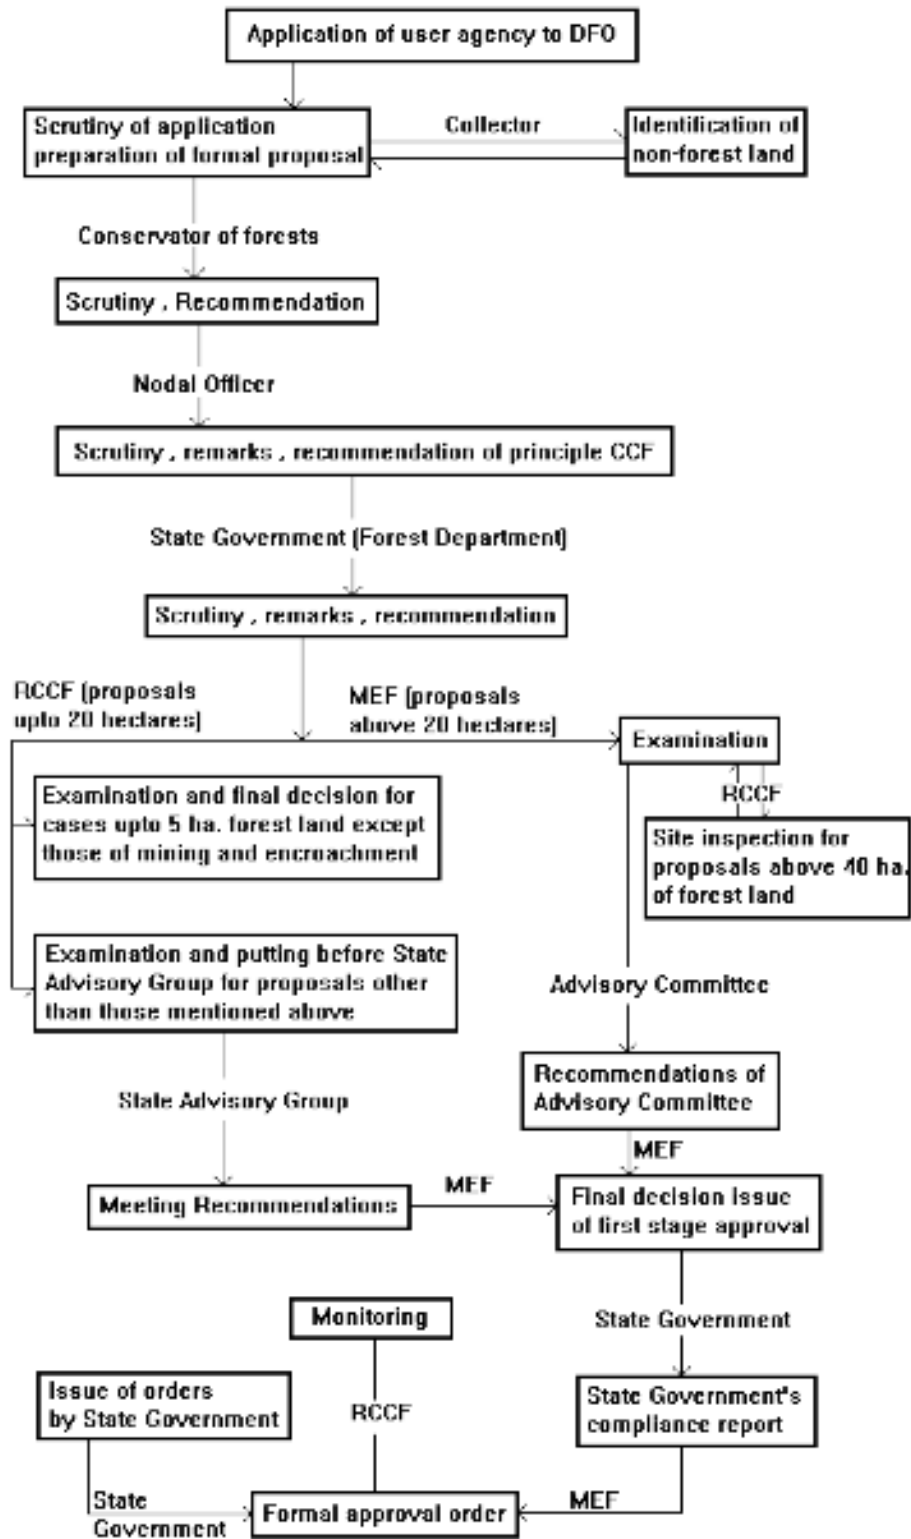 Application of user agency to DFO
Scrutiny of application
preparation of formal proposal
Collector
Identification of
non-forest land
Conservator of forests
Scrutiny , Recommendation
Nodal Officer
Scrutiny , remarks , recommendation of principle CCF
State Government (Forest Department)
Scrutiny , remarks , recommendation
RCCF (proposals
upto 20 hectares)
MEF (proposals
above 20 hectares)
Examination
RCCF
Examination and final decision for
cases upto 5 ha. forest land except
those of mining and encroachment
Site inspection for
proposals above 40 ha.
of forest land
Examination and putting before State
Advisory Group for proposals other
than those mentioned above
Advisory Committee
State Advisory Group
Recommendations of
Advisory Committee
MEF
Meeting Recommendations
MEF
Final decision issue
of first stage approval
State Government
Monitoring
RCCF
Issue of orders
by State Government
State Government's
compliance report
State
Government
Formal approval order
MEF